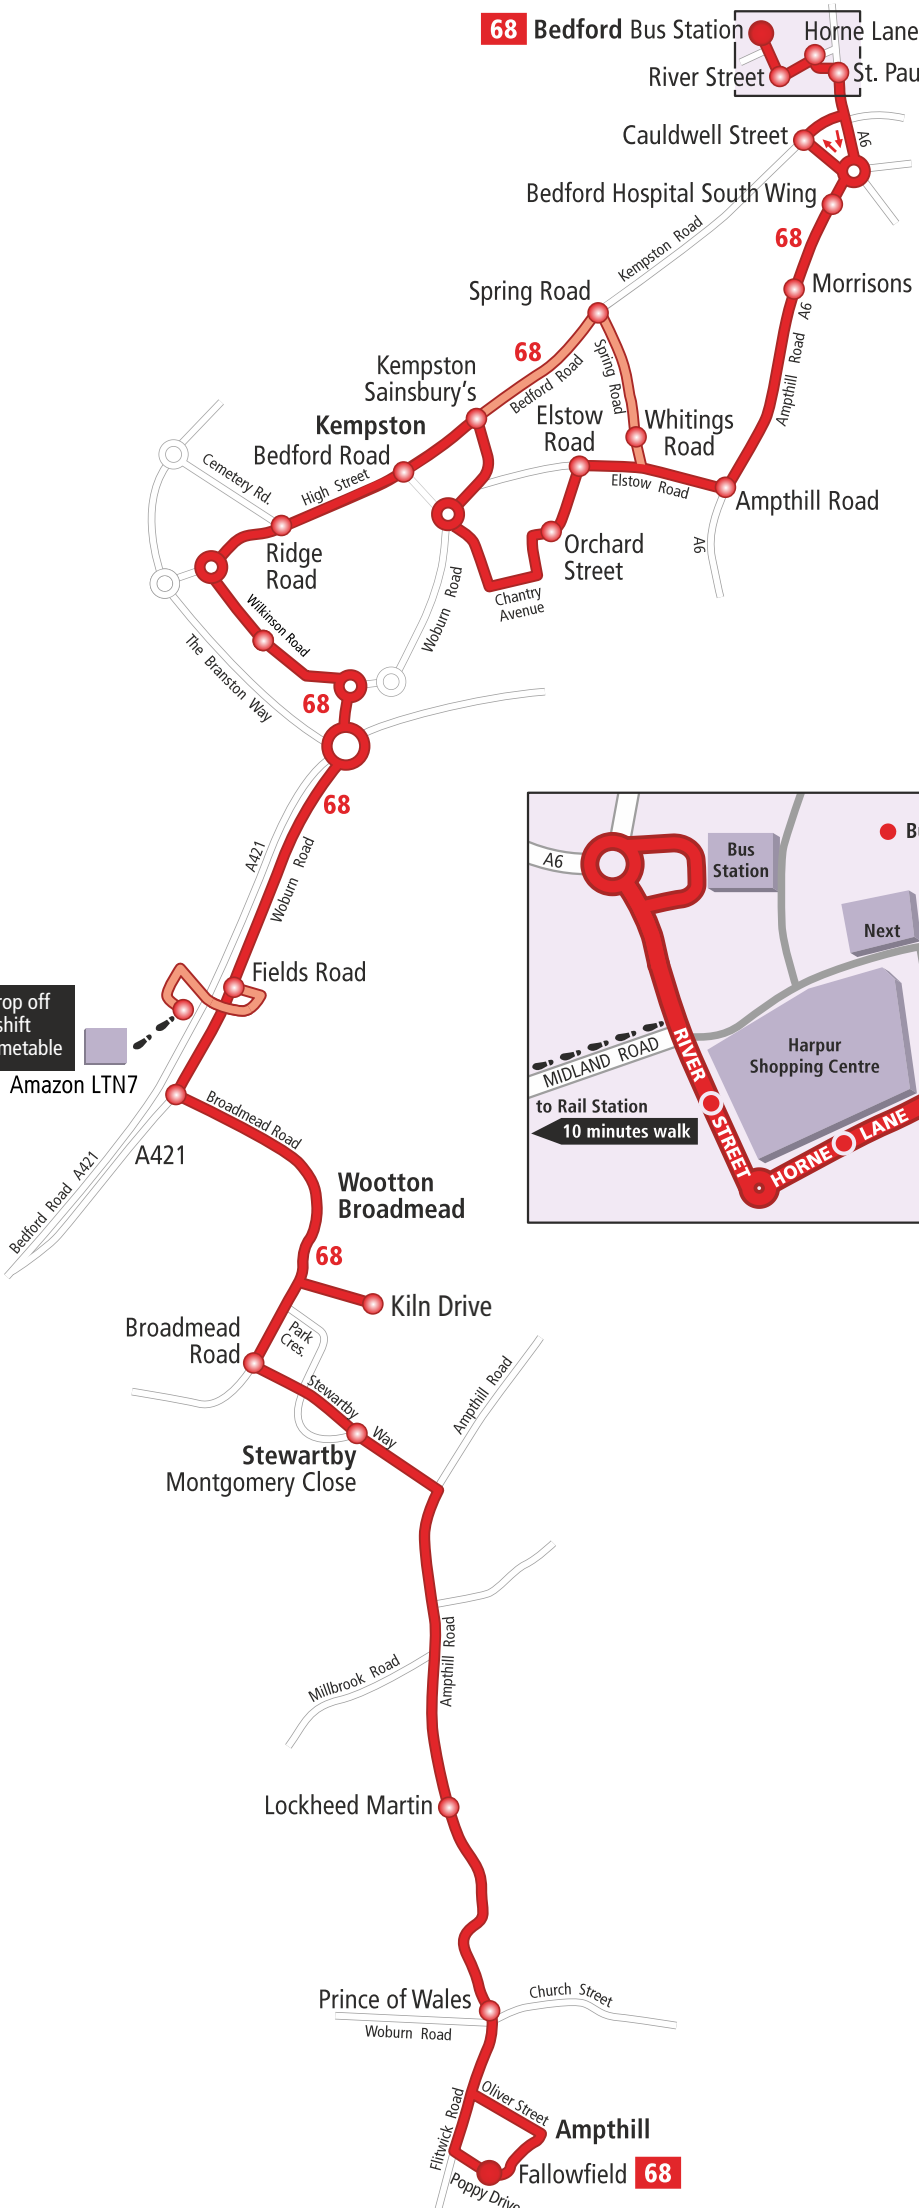 68 Bedford Bus Station
Horne Lane
River Street
St. Pau
Cauldwell Street
A6
Bedford Hospital South Wing
68
Kempston Road
Morrisons
A6
Spring Road
68
Bedford Road
Spring Road
Ampthill Road
Kempston
Sainsbury's
Elstow
Road
Whitings
Road
Kempston
Bedford Road
Cemetery Rd.
High Street
Elstow Road
Ampthill Road
A6
Ridge
Road
Orchard
Street
Chantry
Avenue
Woburn Road
Wilkinson Road
The Branston Way
68
68
A421
Woburn Road
Fields Road
rop off
shift
metable
Amazon LTN7
Broadmead Road
A421
Bedford Road A421
Wootton
Broadmead
68
Kiln Drive
Broadmead
Road
Park
Cres.
Stewartby Way
Ampthill Road
Stewartby
Montgomery Close
Ampthill Road
Millbrook Road
Lockheed Martin
Prince of Wales
Church Street
Woburn Road
Oliver Street
Flitwick Road
Ampthill
Fallowfield 68
Poppy Drive
A6
Bus
Station
Bu
Next
MIDLAND ROAD
RIVER STREET
Harpur
Shopping Centre
to Rail Station
10 minutes walk
HORNE LANE